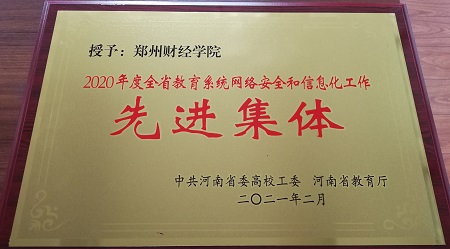 授予：郑州财经学院
2020年度全省教育系统网络安全和信息化工作
先进集体
中共河南省委高校工委 河南省教育厅
二〇二一年二月